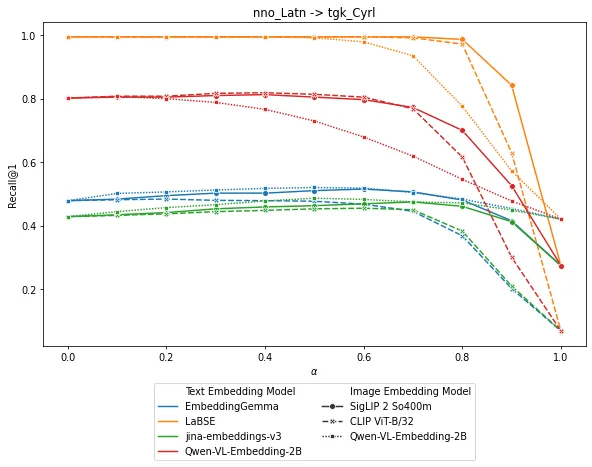 nno_Latn -> tgk_Cyrl
Recall@1
1.0
0.8
0.6
0.4
0.2
0.0 0.2 0.4 0.6 0.8 1.0
α
Text Embedding Model
EmbeddingGemma
LaBSE
jina-embeddings-v3
Qwen-VL-Embedding-2B
Image Embedding Model
SigLIP 2 So400m
CLIP ViT-B/32
Qwen-VL-Embedding-2B